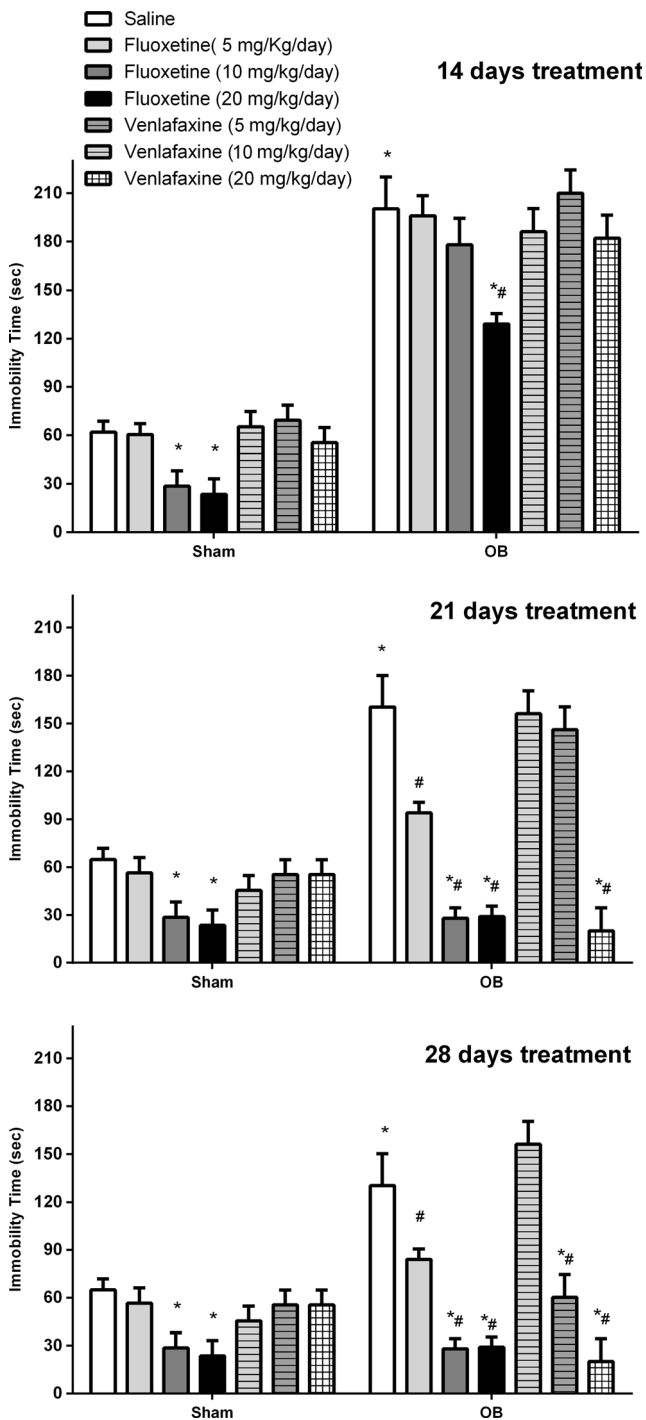 Saline
Fluoxetine( 5 mg/Kg/day)
Fluoxetine (10 mg/kg/day)
Fluoxetine (20 mg/kg/day)
Venlafaxine (5 mg/kg/day)
Venlafaxine (10 mg/kg/day)
Venlafaxine (20 mg/kg/day)
14 days treatment
Immobility Time (sec)
210
180
150
120
90
60
30
0
*
*
*
*#
Sham
OB
21 days treatment
Immobility Time (sec)
210
180
150
120
90
60
30
0
*
*
*
#
*#
*#
*#
Sham
OB
28 days treatment
Immobility Time (sec)
210
180
150
120
90
60
30
0
*
*
*
#
*#
*#
*#
*#
Sham
OB